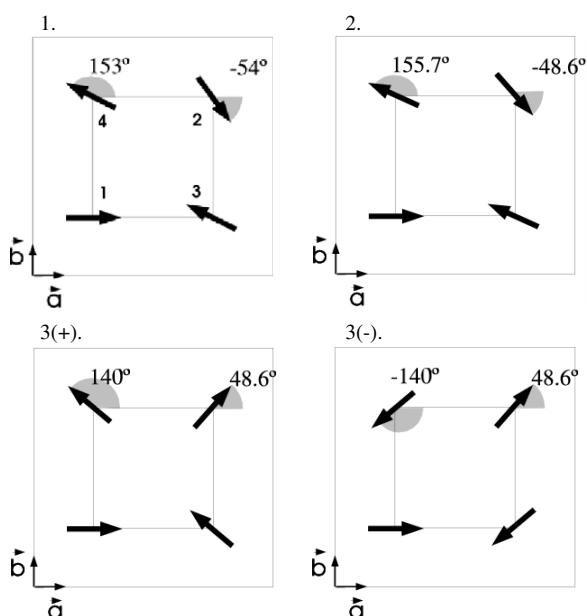 1.
153º
-54º
4
2
1
3
b
a
2.
155.7º
-48.6º
b
a
3(+).
140º
48.6º
b
a
3(-).
-140º
48.6º
b
a